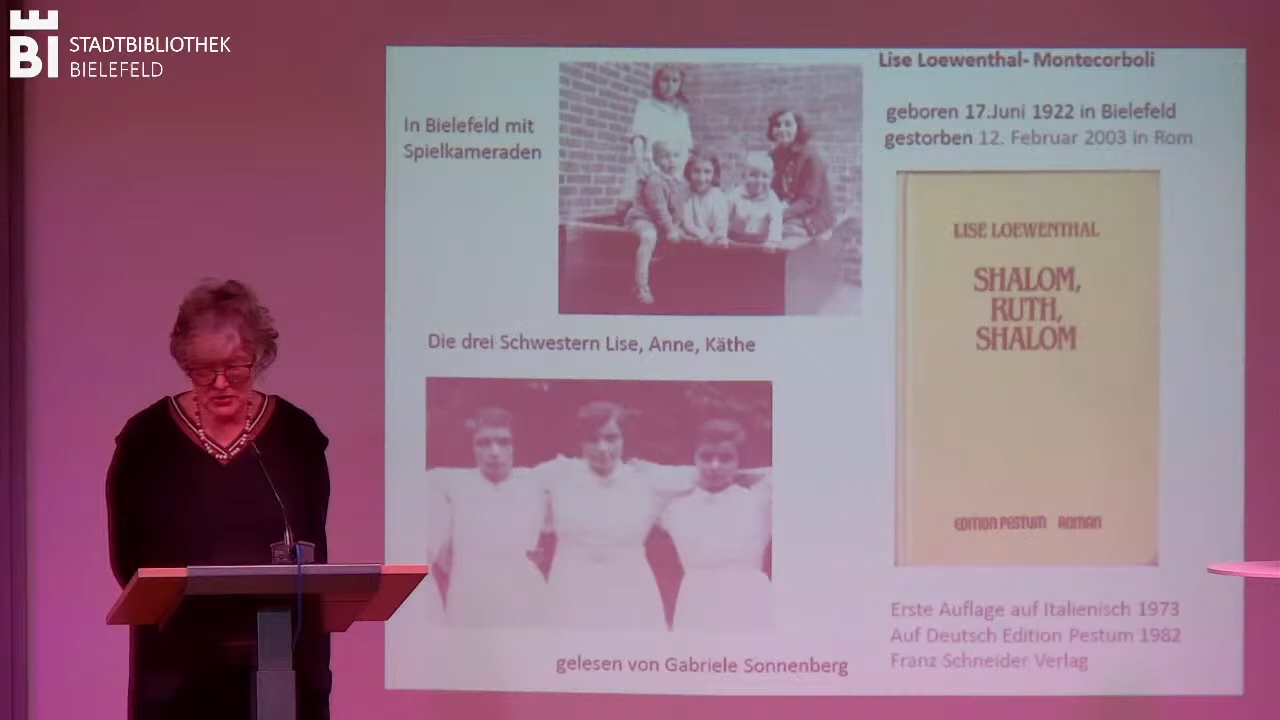 BI STADTBIBLIOTHEK
BIELEFELD
In Bielefeld mit
Spielkameraden
Lise Loewenthal- Montecorboli
geboren 17.Juni 1922 in Bielefeld
gestorben 12. Februar 2003 in Rom
LISE LOEWENTHAL
SHALOM,
RUTH,
SHALOM
EDITION PESTUM ROMAN
Die drei Schwestern Lise, Anne, Käthe
Erste Auflage auf Italienisch 1973
Auf Deutsch Edition Pestum 1982
Franz Schneider Verlag
gelesen von Gabriele Sonnenberg